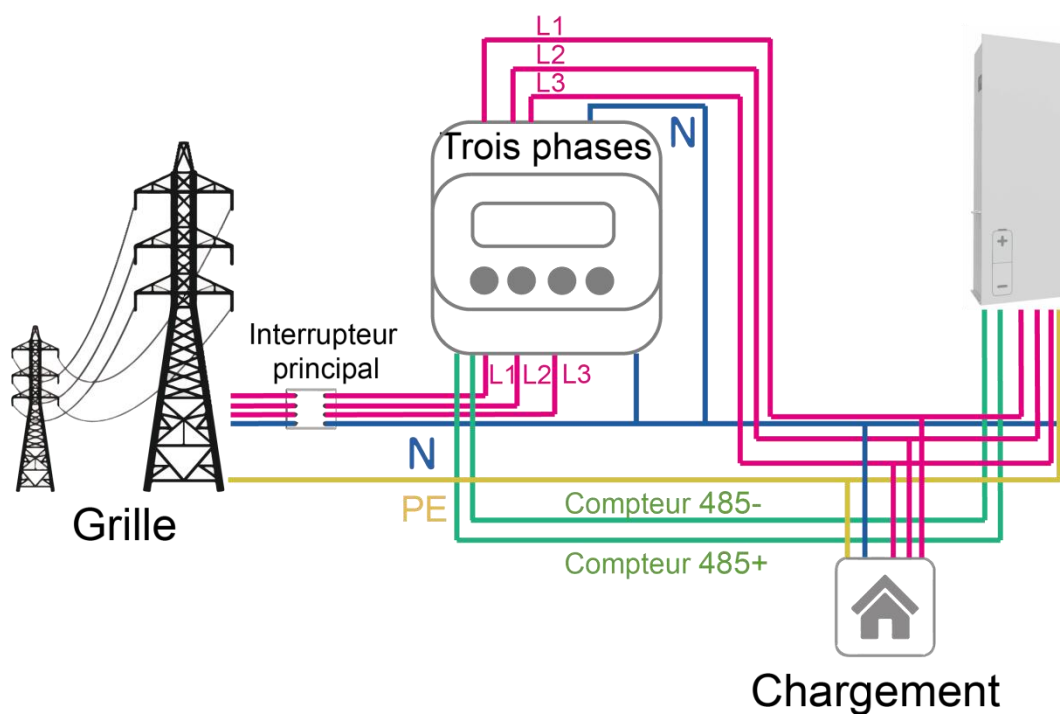 L1
L2
L3
N
Trois phases
Interrupteur
principal
L1
L2
L3
N
PE
Grille
Compteur 485-
Compteur 485+
Chargement